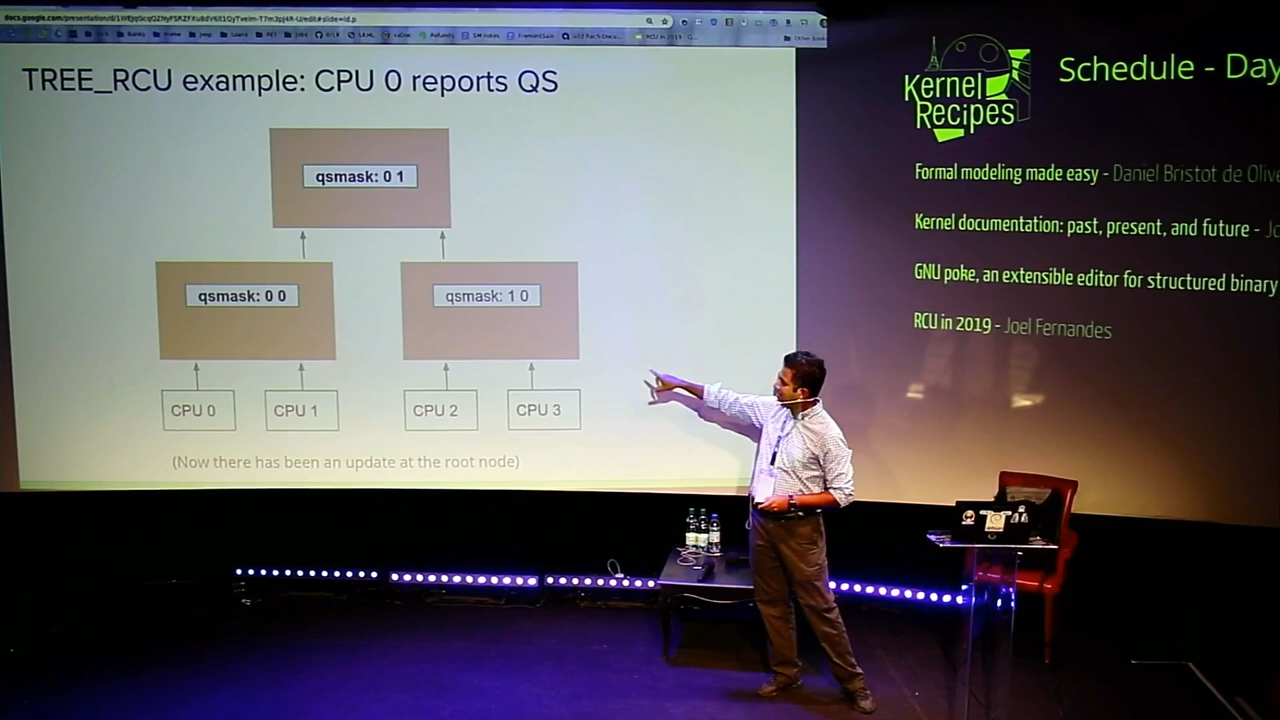 TREE_RCU example: CPU 0 reports QS
qsmask: 0 1
qsmask: 0 0
qsmask: 1 0
CPU 0
CPU 1
CPU 2
CPU 3
(Now there has been an update at the root node)
Kernel
Recipes
Schedule - Day
Formal modeling made easy - Daniel Bristot de Olive
Kernel documentation: past, present, and future - Jo
GNU poke, an extensible editor for structured binary
RCU in 2019 - Joel Fernandes